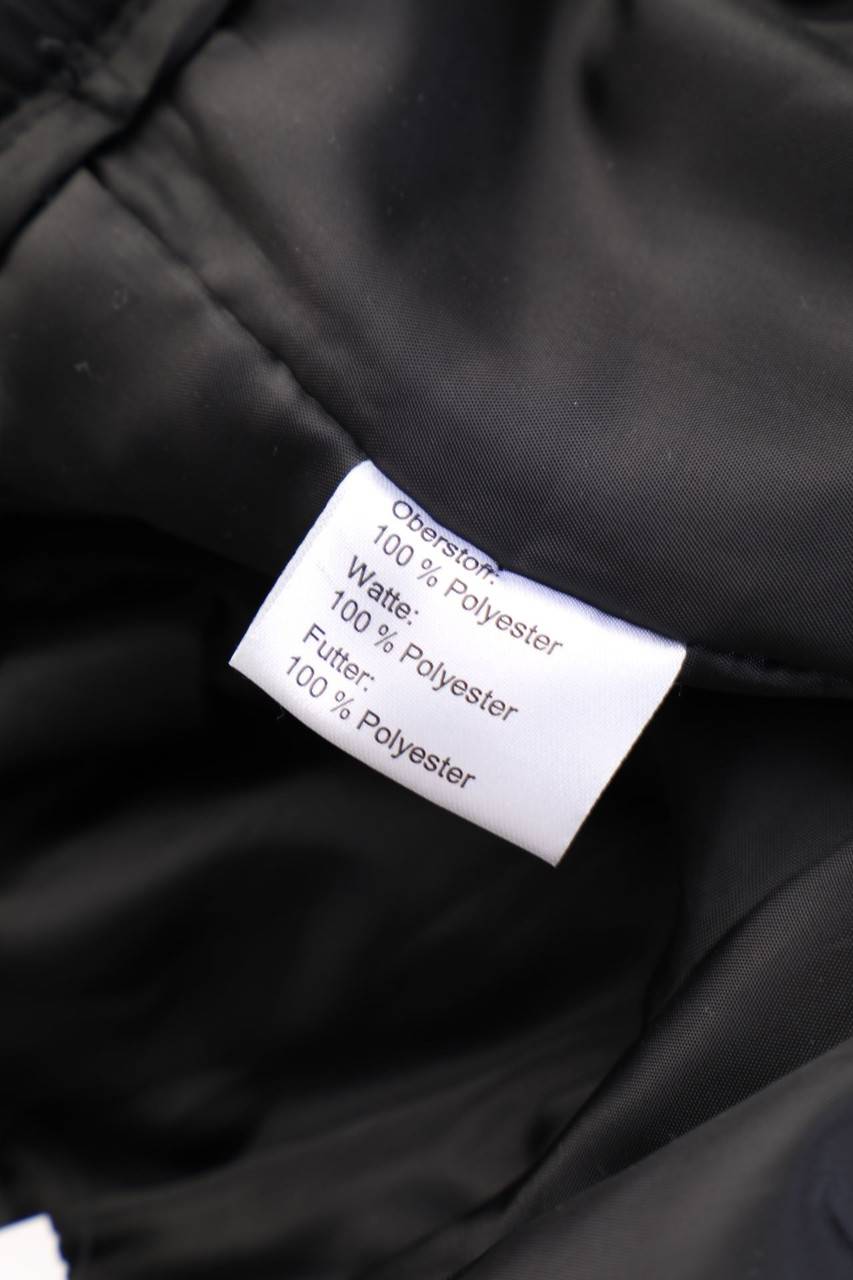 Oberstoff:
100 % Polyester
Watte:
100 % Polyester
Futter:
100 % Polyester